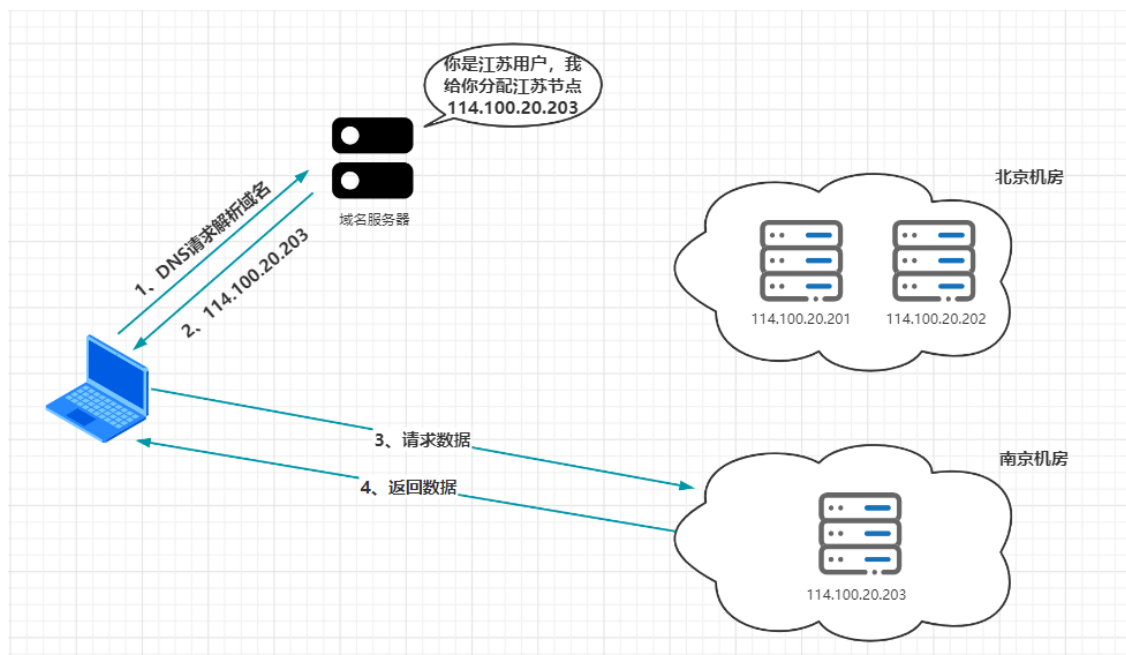 你是江苏用户，我
给你分配江苏节点
114.100.20.203
域名服务器
1、DNS请求解析域名
2、114.100.20.203
北京机房
114.100.20.201
114.100.20.202
3、请求数据
4、返回数据
南京机房
114.100.20.203